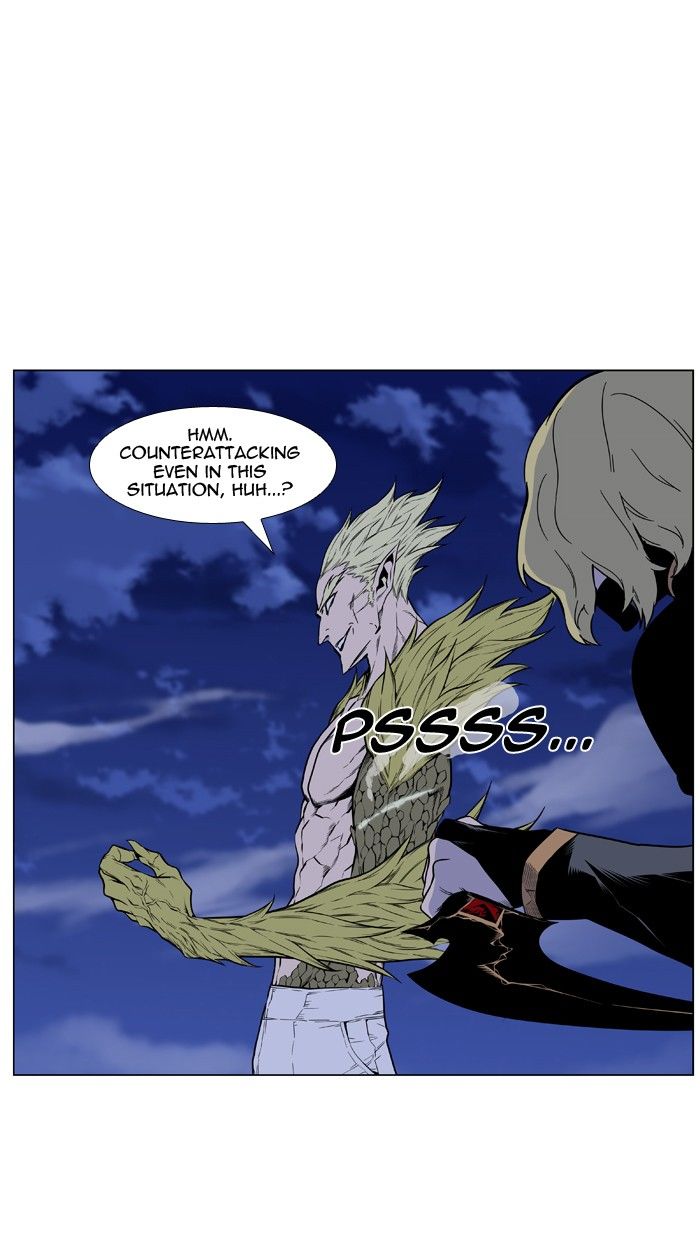 HMM.
COUNTERATTACKING
EVEN IN THIS
SITUATION, HUH...?
PSSSS...